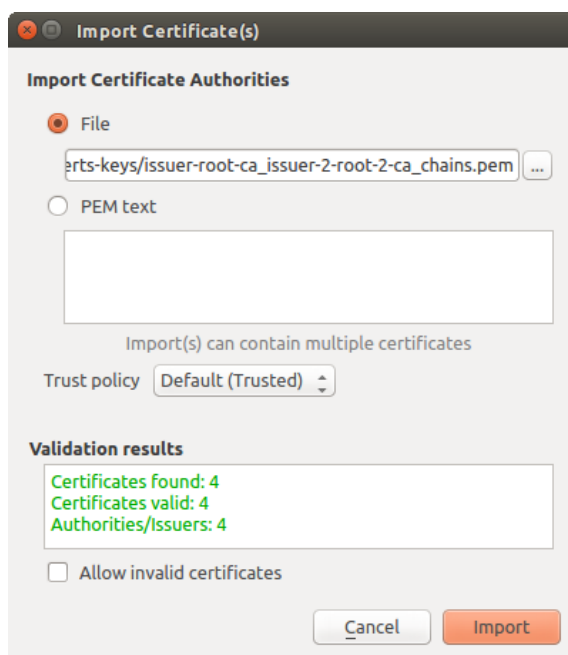 Import Certificate(s)
Import Certificate Authorities
File
erts-keys/issuer-root-ca_issuer-2-root-2-ca_chains.pem ...
PEM text
Import(s) can contain multiple certificates
Trust policy Default (Trusted)
Validation results
Certificates found: 4
Certificates valid: 4
Authorities/Issuers: 4
Allow invalid certificates
Cancel Import